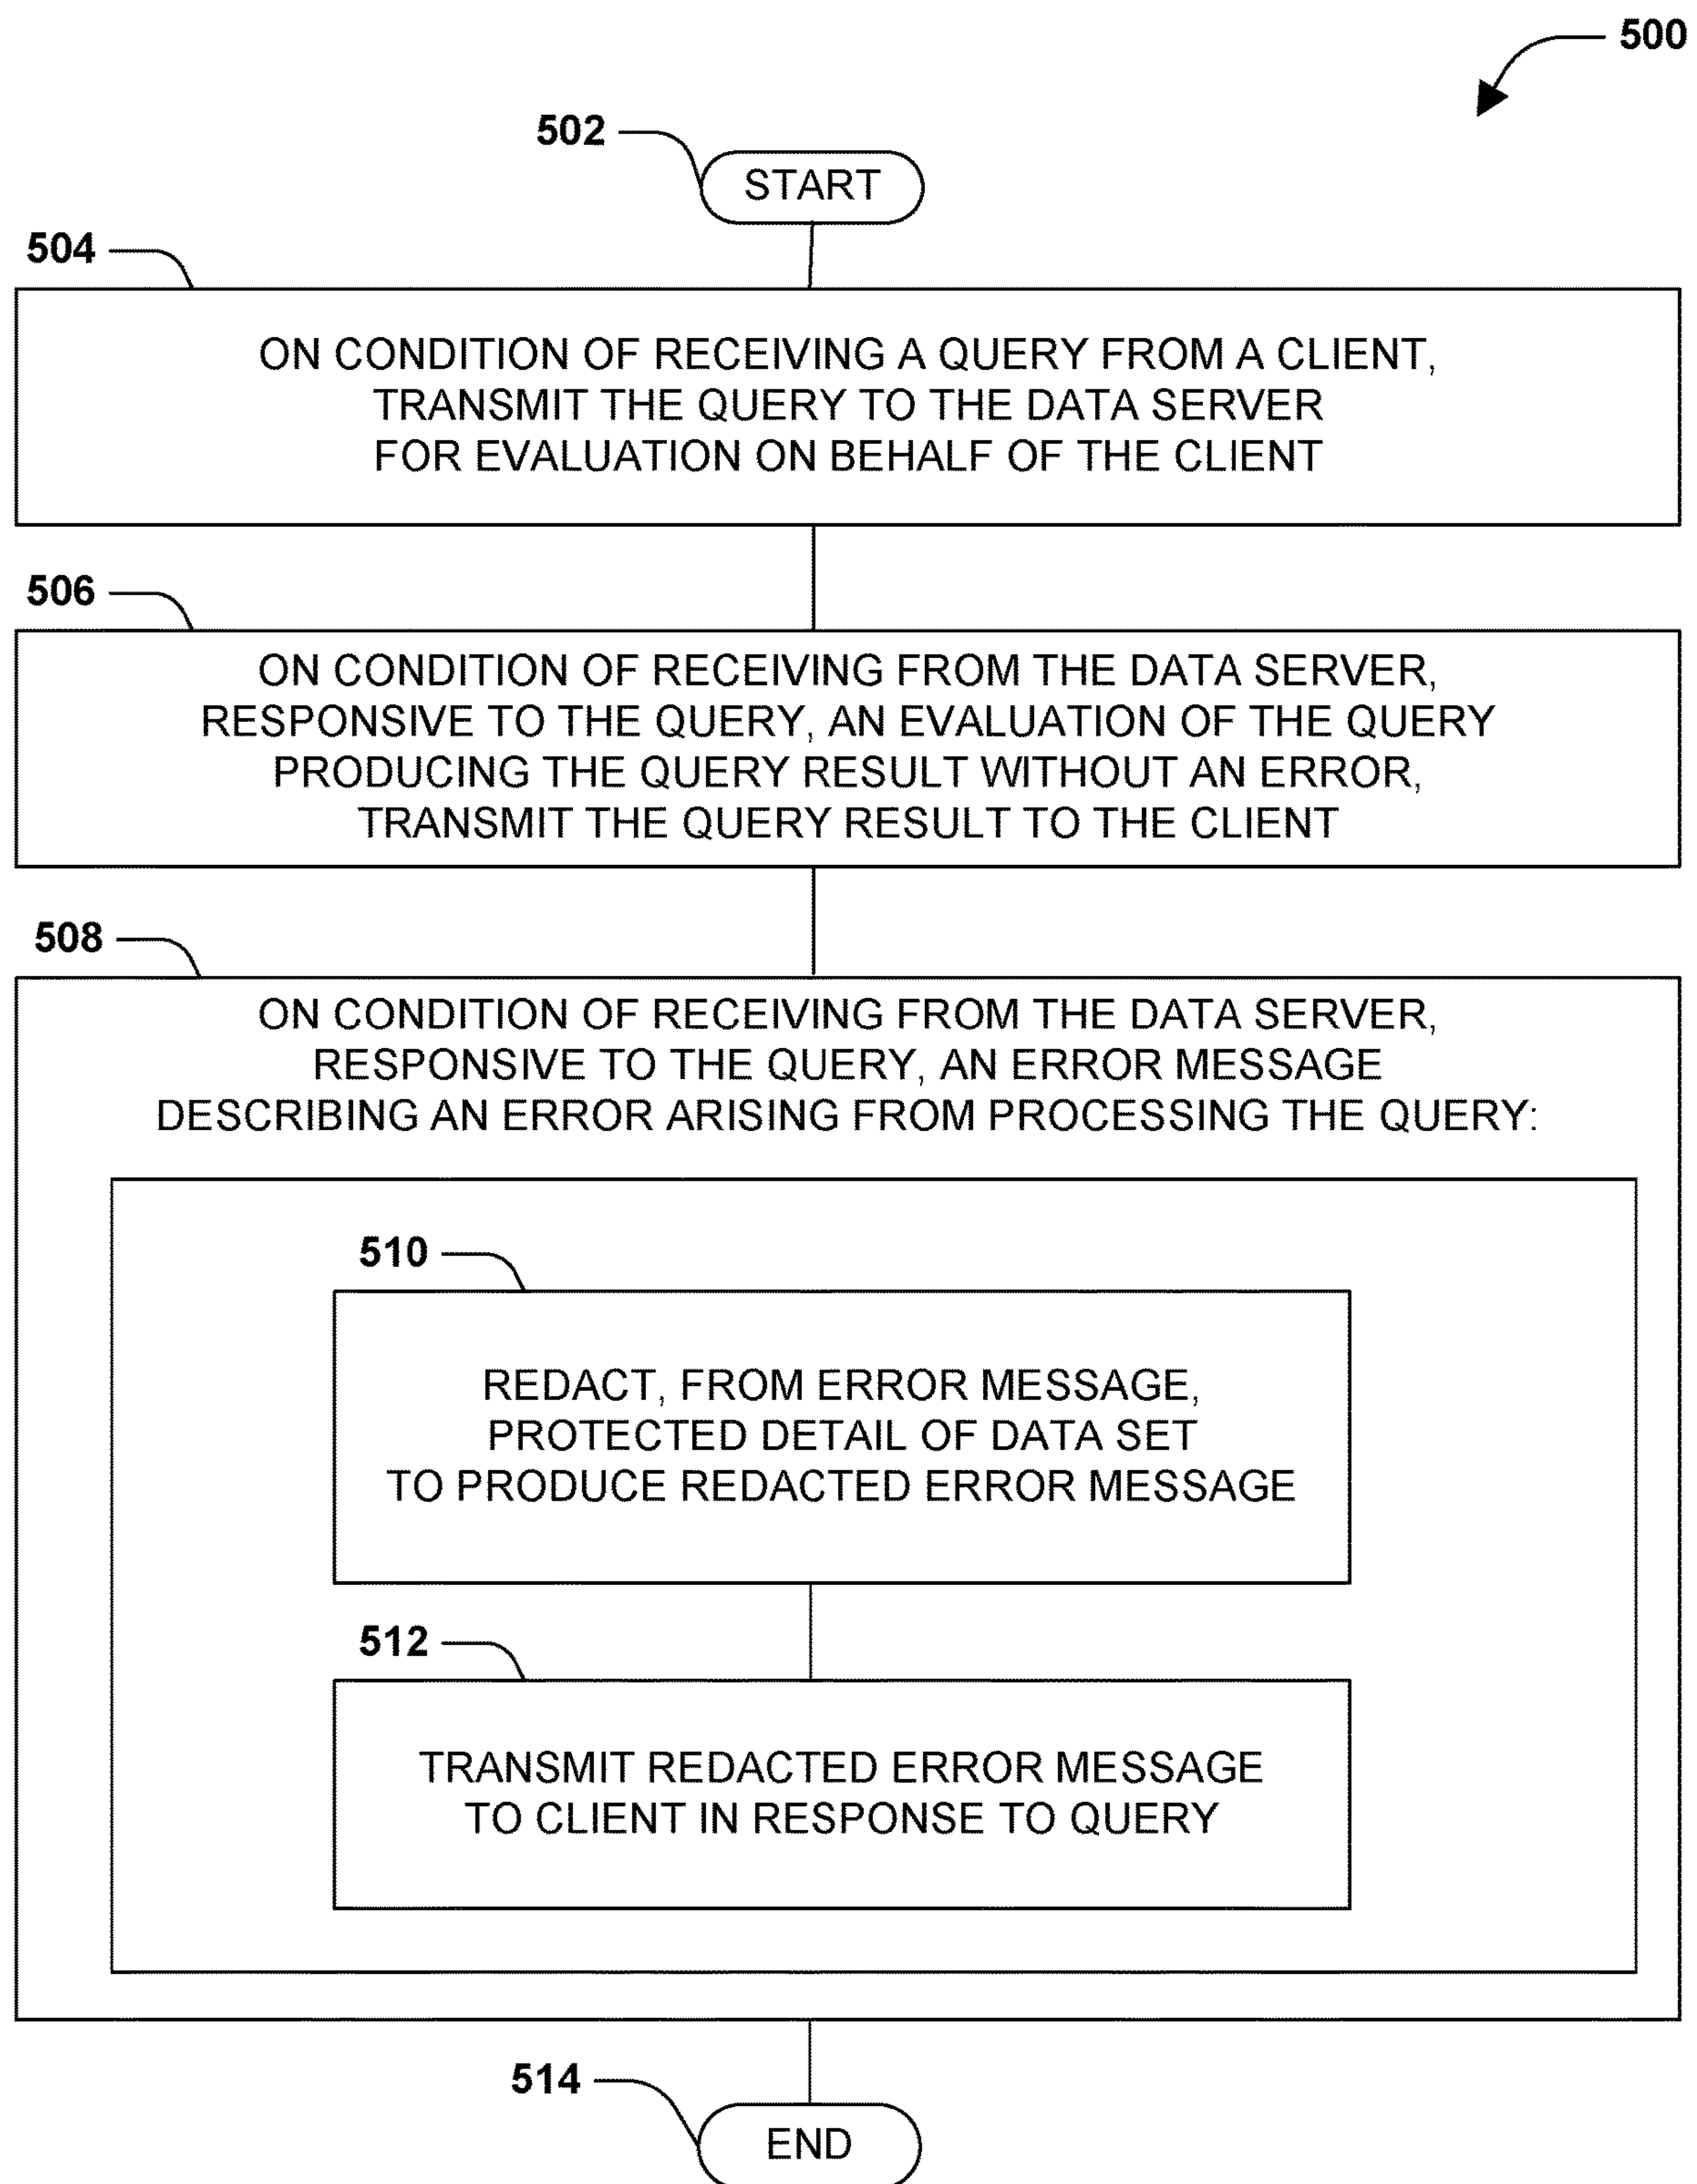 500
502
START
504
ON CONDITION OF RECEIVING A QUERY FROM A CLIENT,
TRANSMIT THE QUERY TO THE DATA SERVER
FOR EVALUATION ON BEHALF OF THE CLIENT
506
ON CONDITION OF RECEIVING FROM THE DATA SERVER,
RESPONSIVE TO THE QUERY, AN EVALUATION OF THE QUERY
PRODUCING THE QUERY RESULT WITHOUT AN ERROR,
TRANSMIT THE QUERY RESULT TO THE CLIENT
508
ON CONDITION OF RECEIVING FROM THE DATA SERVER,
RESPONSIVE TO THE QUERY, AN ERROR MESSAGE
DESCRIBING AN ERROR ARISING FROM PROCESSING THE QUERY:
510
REDACT, FROM ERROR MESSAGE,
PROTECTED DETAIL OF DATA SET
TO PRODUCE REDACTED ERROR MESSAGE
512
TRANSMIT REDACTED ERROR MESSAGE
TO CLIENT IN RESPONSE TO QUERY
514
END